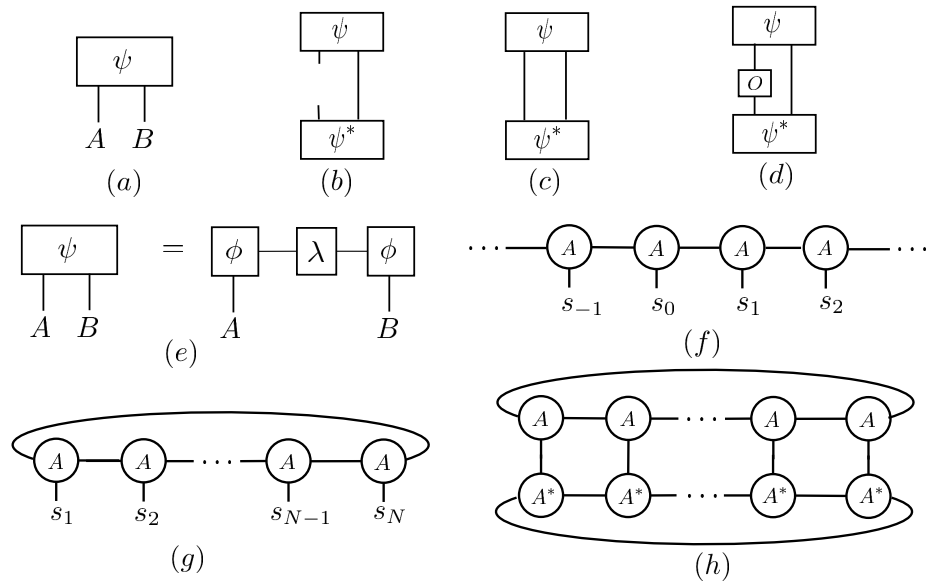 ψ ψ ψ ψ
O
A B ψ* ψ* ψ*
(a) (b) (c) (d)
ψ = ϕ λ ϕ
A B A B
(e)
··· A A A A ···
s₋₁ s₀ s₁ s₂
(f)
A A ··· A A
s₁ s₂ s_{N−1} s_N
(g)
A A ··· A A
A* A* ··· A* A*
(h)